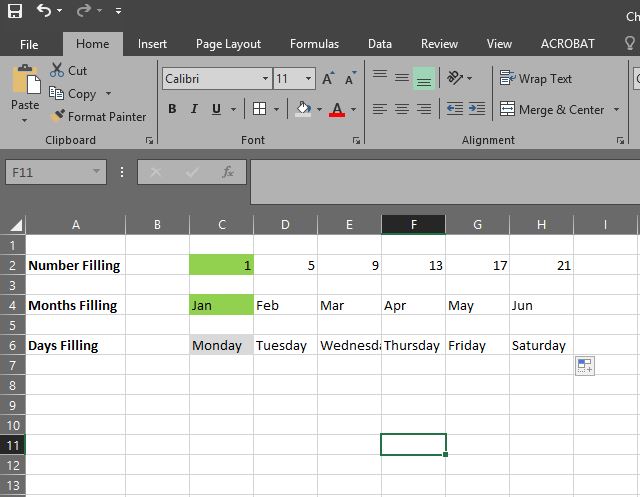 Ch
File Home Insert Page Layout Formulas Data Review View ACROBAT
Cut
Copy
Paste
Format Painter
Calibri 11 A A
Wrap Text
B I U A
Merge & Center
Clipboard Font Alignment
F11 fx
A B C D E F G H I
1
2 Number Filling 1 5 9 13 17 21
3
4 Months Filling Jan Feb Mar Apr May Jun
5
6 Days Filling Monday Tuesday Wednesda Thursday Friday Saturday
7
8
9
10
11
12
13